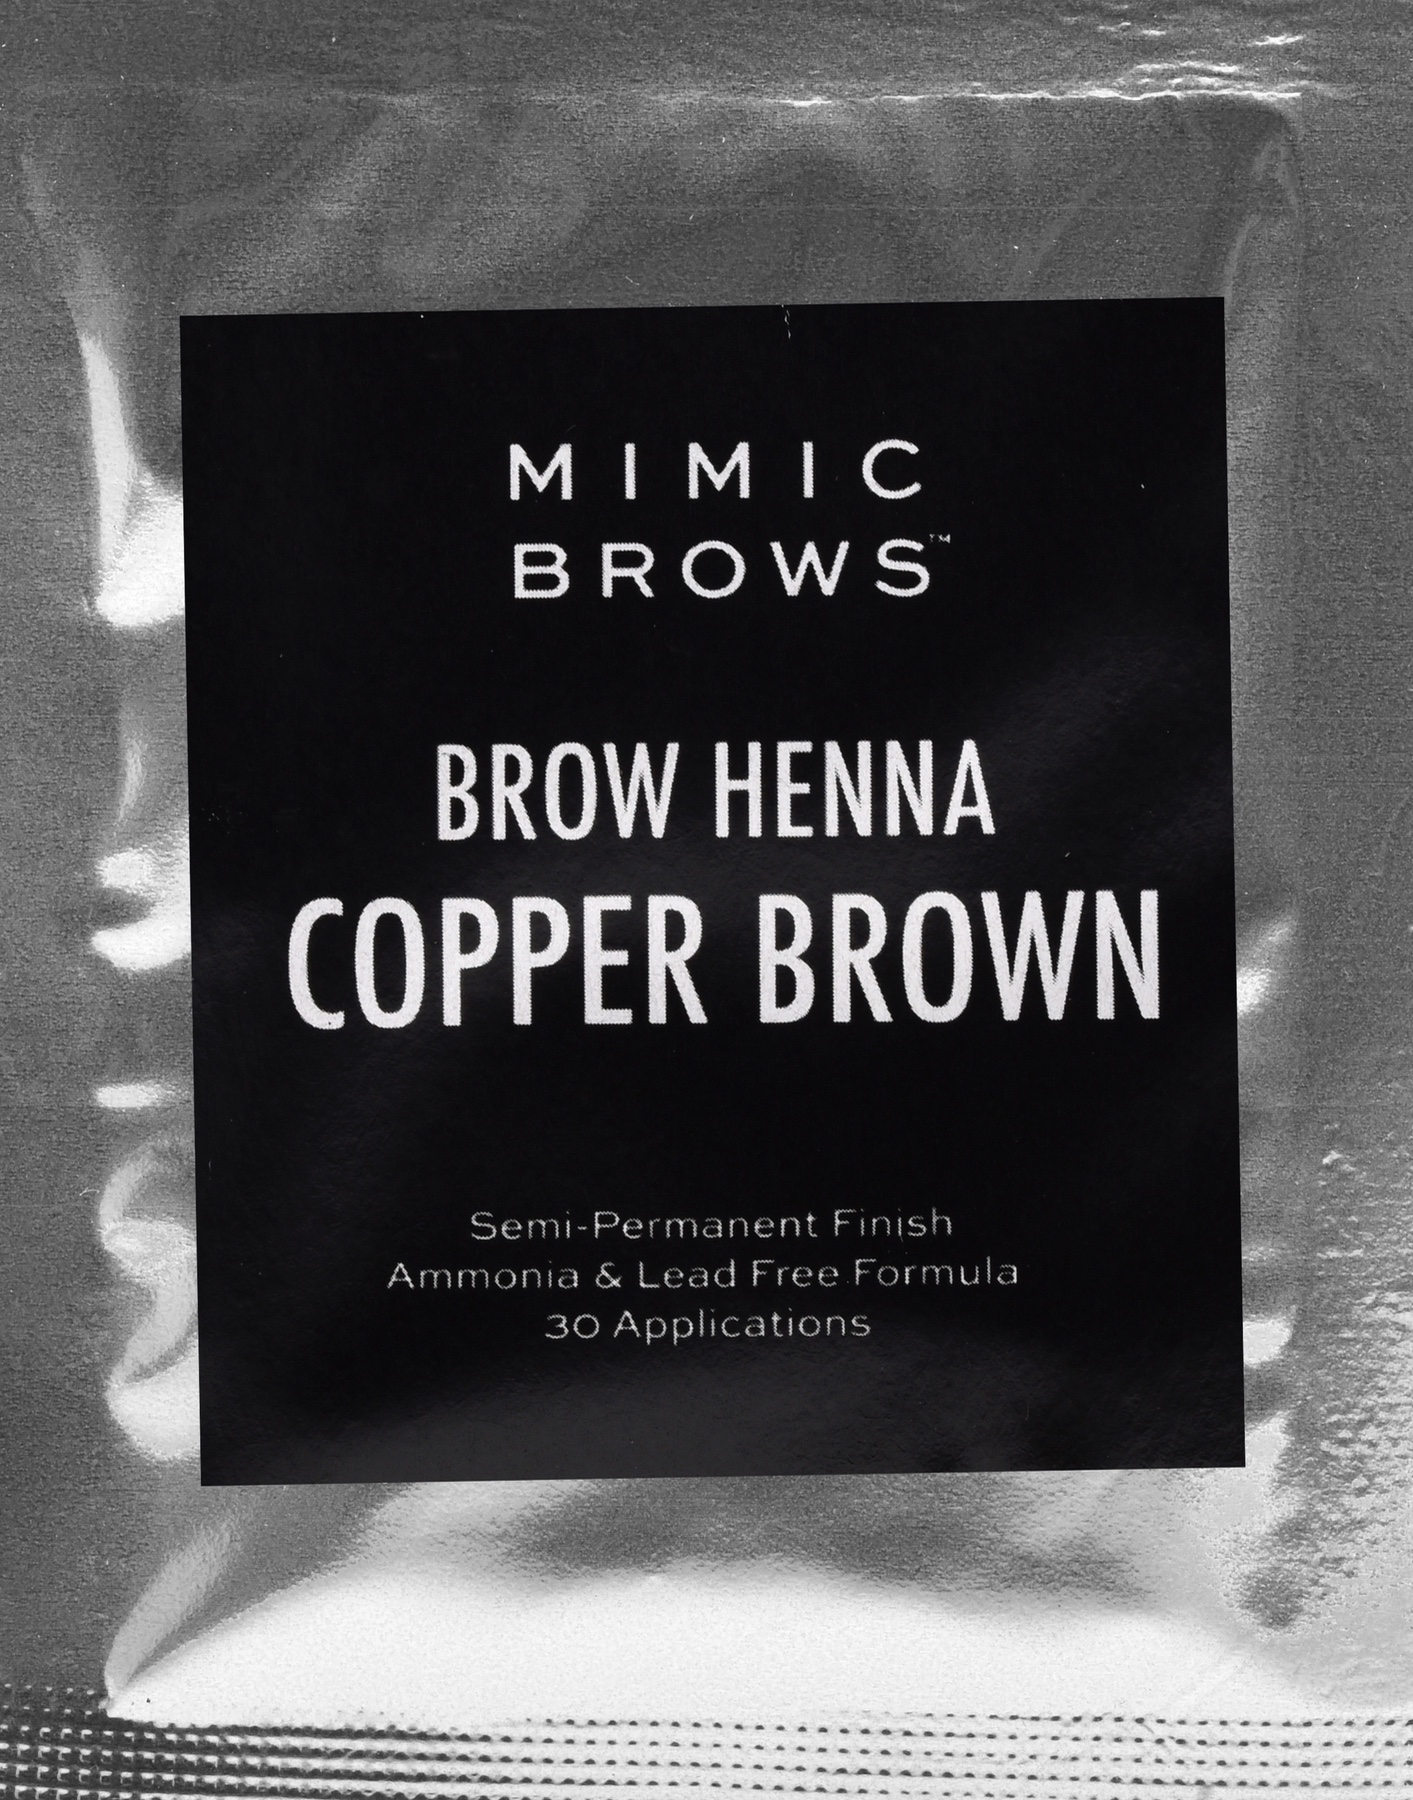 MIMIC
BROWS™
BROW HENNA
COPPER BROWN
Semi-Permanent Finish
Ammonia & Lead Free Formula
30 Applications